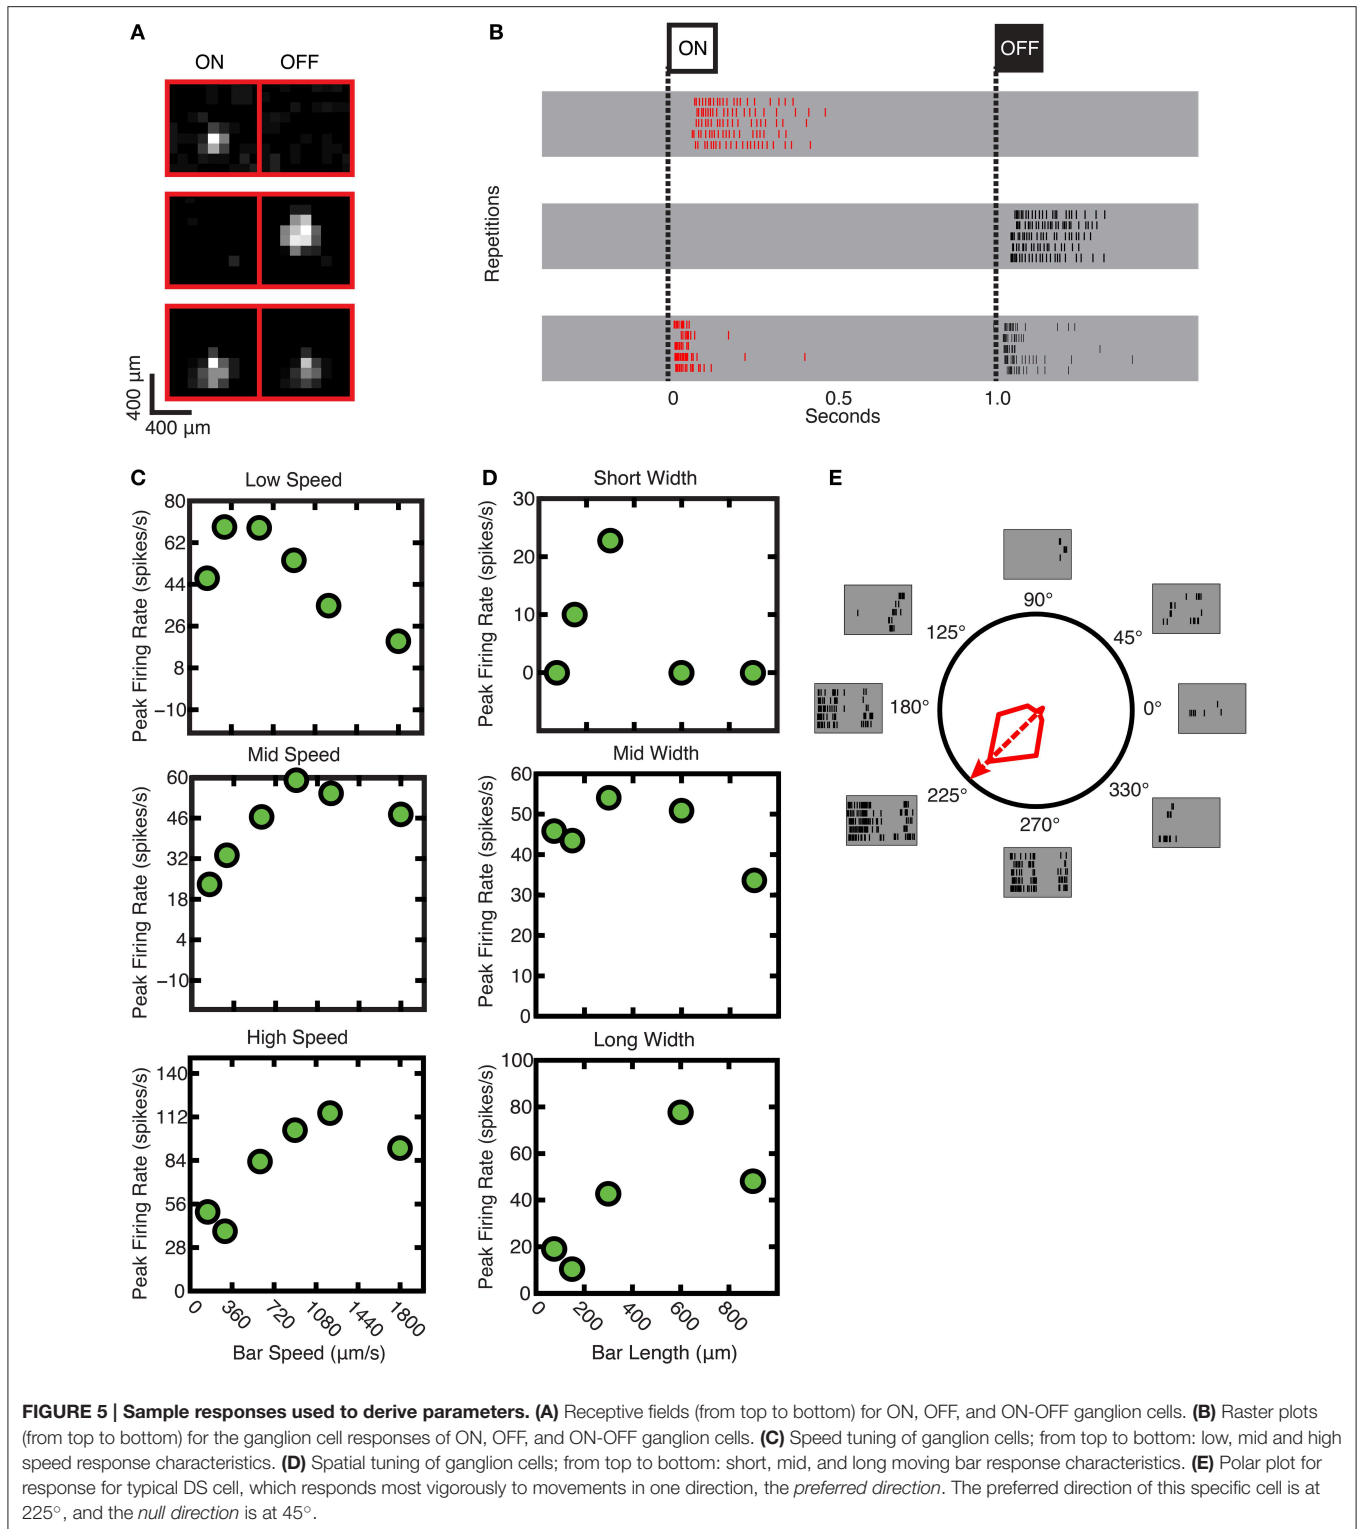 A
ON OFF
400 µm
400 µm
B
ON
OFF
Repetitions
0 0.5 1.0
Seconds
C
Low Speed
Peak Firing Rate (spikes/s)
80
62
44
26
8
−10
Mid Speed
Peak Firing Rate (spikes/s)
60
46
32
18
4
−10
High Speed
Peak Firing Rate (spikes/s)
140
112
84
56
28
0
0 360 720 1080 1440 1800
Bar Speed (µm/s)
D
Short Width
Peak Firing Rate (spikes/s)
30
20
10
0
Mid Width
Peak Firing Rate (spikes/s)
60
50
40
30
20
10
0
Long Width
Peak Firing Rate (spikes/s)
100
80
60
40
20
0
0 200 400 600 800
Bar Length (µm)
E
90°
125° 45°
180° 0°
225° 330°
270°
FIGURE 5 | Sample responses used to derive parameters. (A) Receptive fields (from top to bottom) for ON, OFF, and ON-OFF ganglion cells. (B) Raster plots
(from top to bottom) for the ganglion cell responses of ON, OFF, and ON-OFF ganglion cells. (C) Speed tuning of ganglion cells; from top to bottom: low, mid and high
speed response characteristics. (D) Spatial tuning of ganglion cells; from top to bottom: short, mid, and long moving bar response characteristics. (E) Polar plot for
response for typical DS cell, which responds most vigorously to movements in one direction, the preferred direction. The preferred direction of this specific cell is at
225°, and the null direction is at 45°.